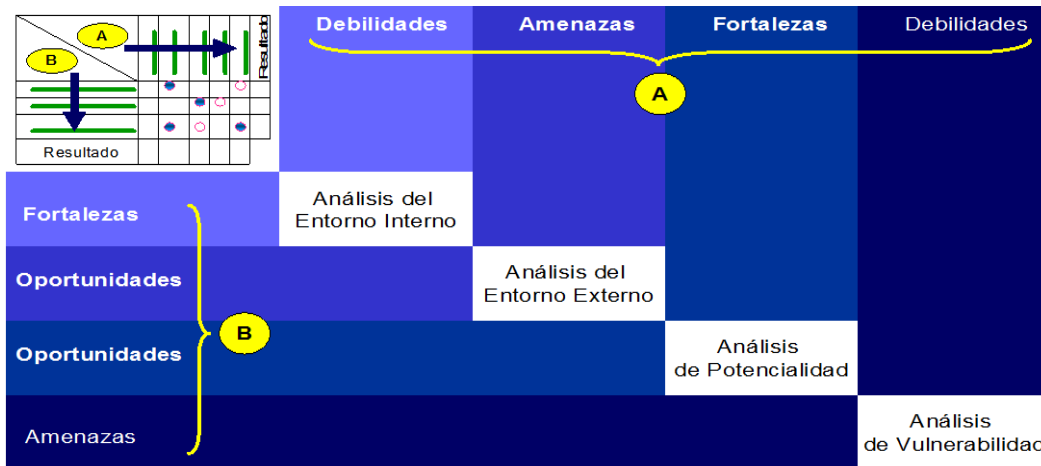 Debilidades
Amenazas
Fortalezas
Debilidades
A
B
Resultado
Resultado
A
Fortalezas
Análisis del
Entorno Interno
Oportunidades
Análisis del
Entorno Externo
B
Oportunidades
Análisis
de Potencialidad
Amenazas
Análisis
de Vulnerabilidad